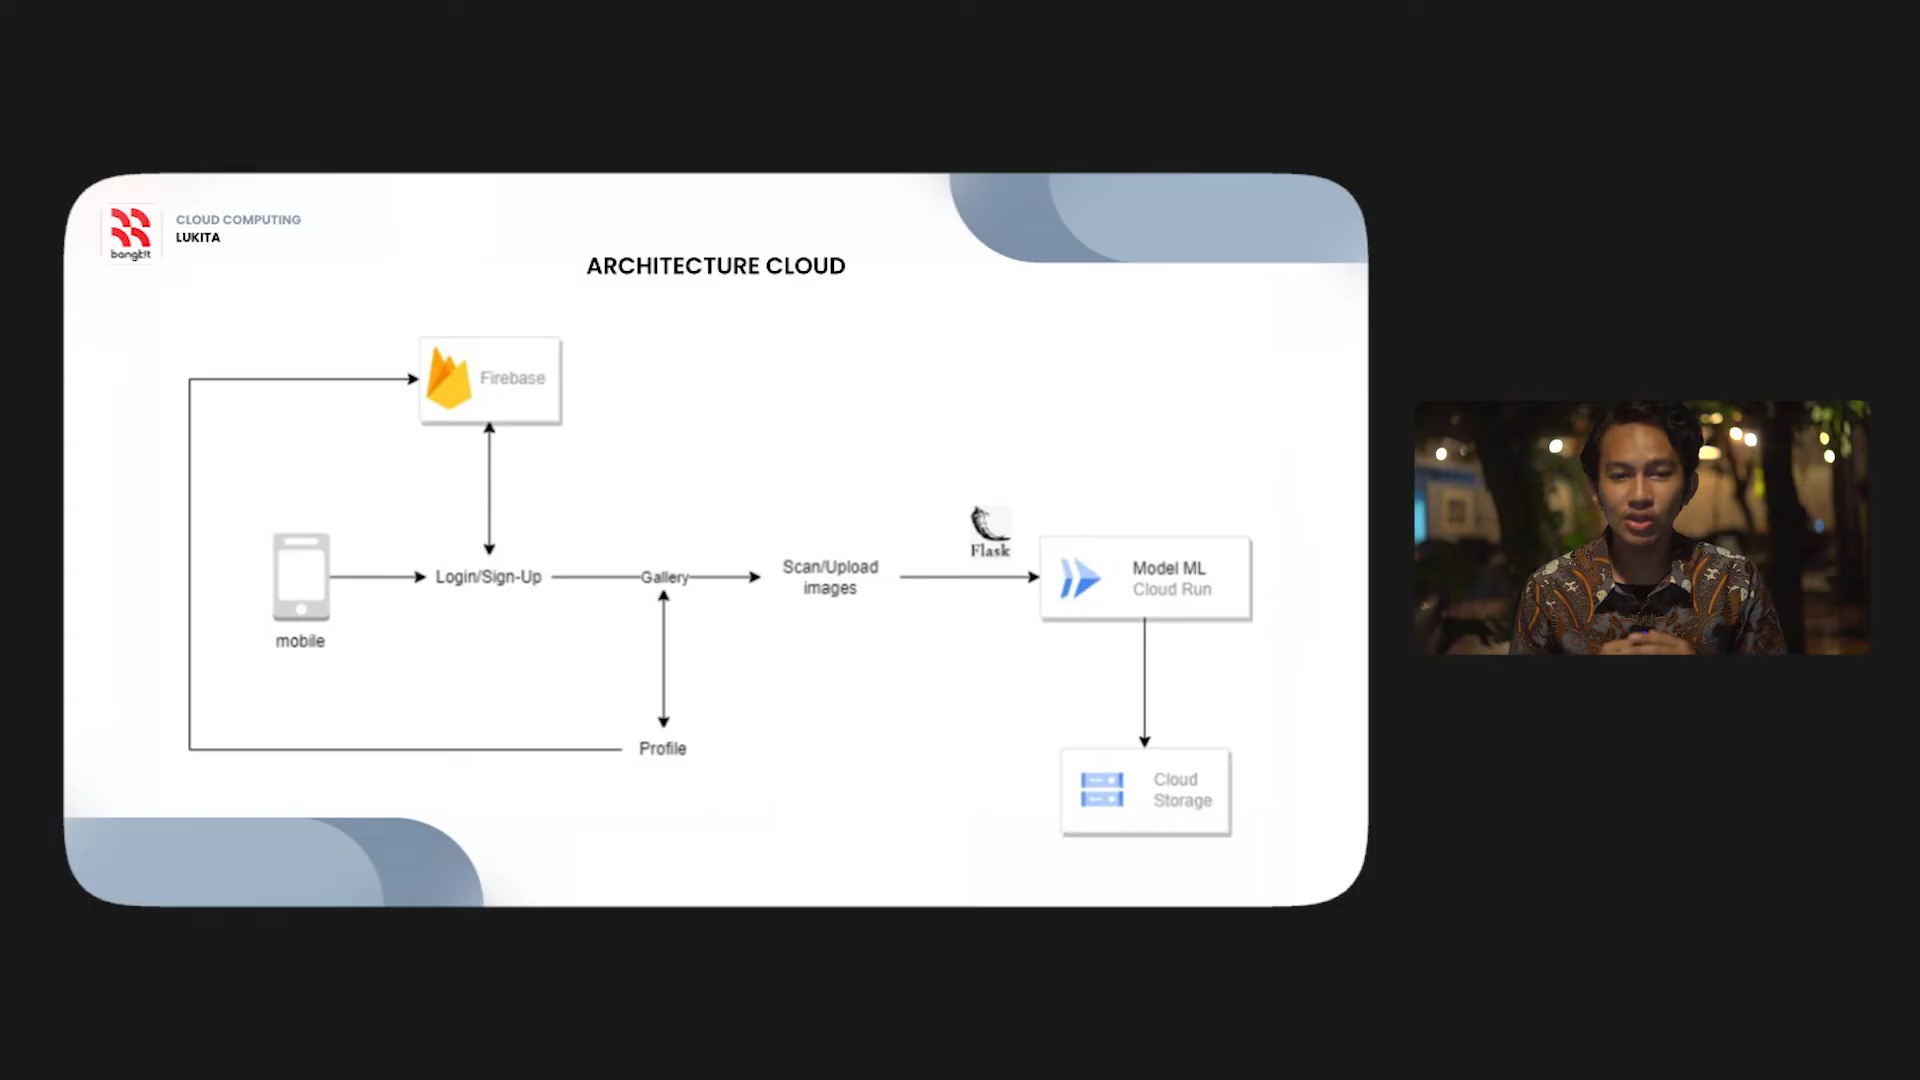 bangk!t
CLOUD COMPUTING
LUKITA
ARCHITECTURE CLOUD
Firebase
Flask
mobile
Login/Sign-Up
Gallery
Scan/Upload
images
Model ML
Cloud Run
Profile
Cloud
Storage